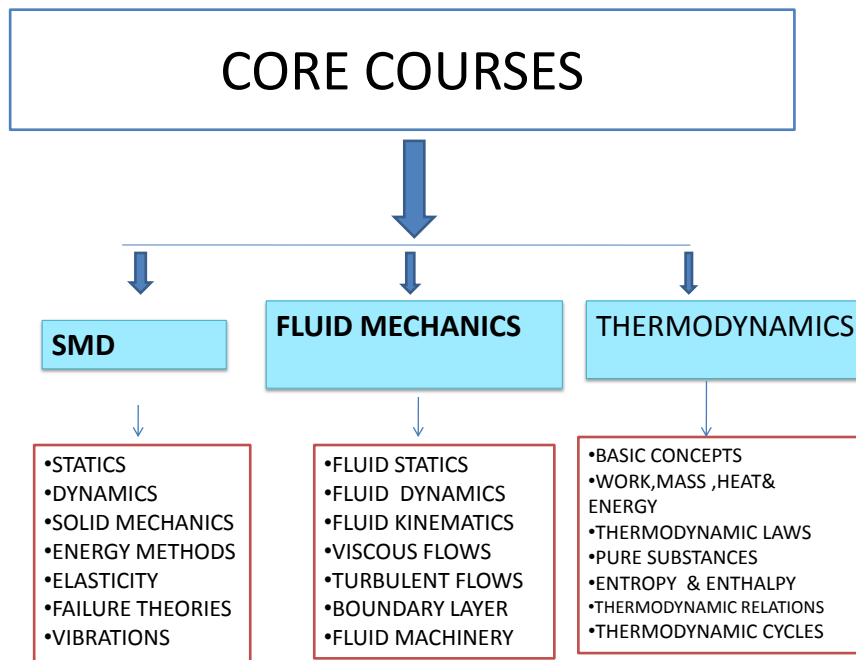 CORE COURSES
SMD
FLUID MECHANICS
THERMODYNAMICS
•STATICS
•DYNAMICS
•SOLID MECHANICS
•ENERGY METHODS
•ELASTICITY
•FAILURE THEORIES
•VIBRATIONS
•FLUID STATICS
•FLUID DYNAMICS
•FLUID KINEMATICS
•VISCOUS FLOWS
•TURBULENT FLOWS
•BOUNDARY LAYER
•FLUID MACHINERY
•BASIC CONCEPTS
•WORK,MASS ,HEAT&
ENERGY
•THERMODYNAMIC LAWS
•PURE SUBSTANCES
•ENTROPY & ENTHALPY
•THERMODYNAMIC RELATIONS
•THERMODYNAMIC CYCLES